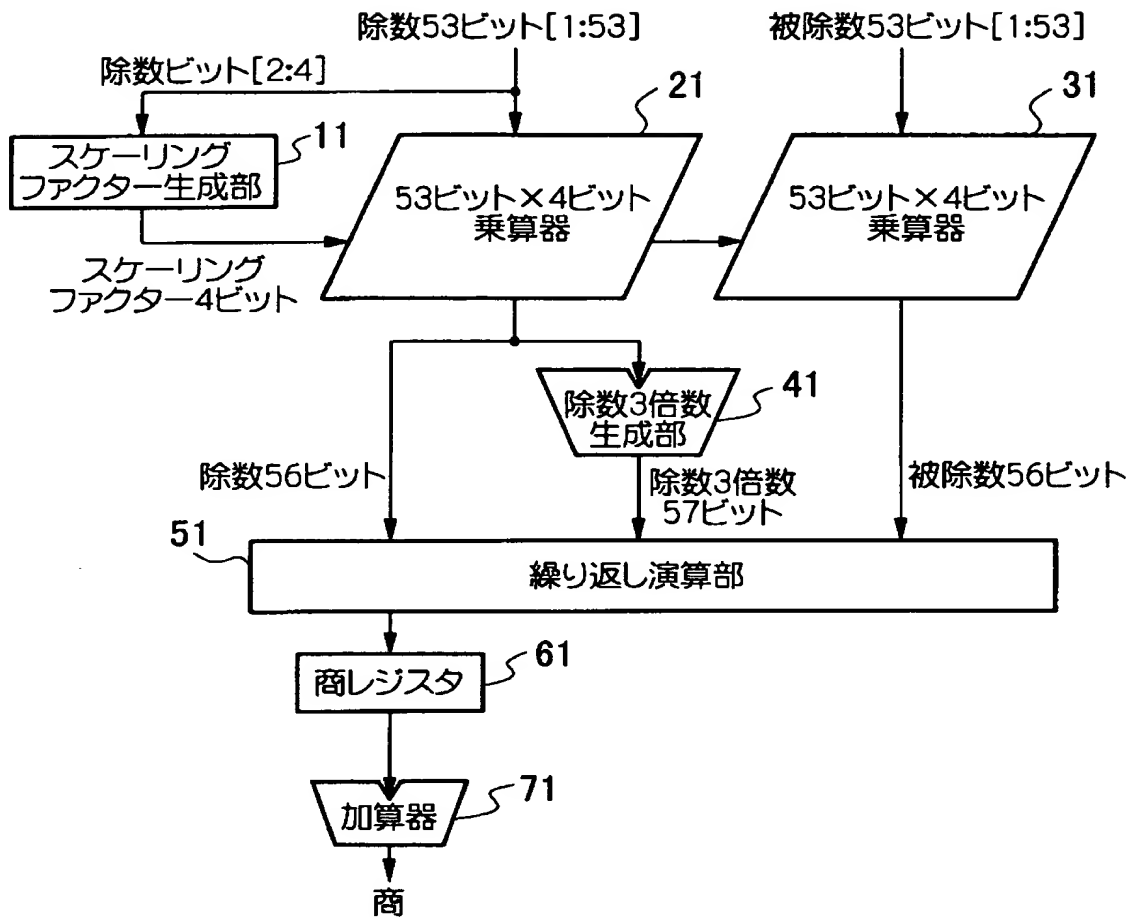 除数53ビット[1:53]
被除数53ビット[1:53]
除数ビット[2:4]
21
31
11
スケーリング
ファクター生成部
53ビット×4ビット
乗算器
53ビット×4ビット
乗算器
スケーリング
ファクター4ビット
除数3倍数
生成部
41
除数56ビット
除数3倍数
57ビット
被除数56ビット
51
繰り返し演算部
商レジスタ
61
加算器
71
商